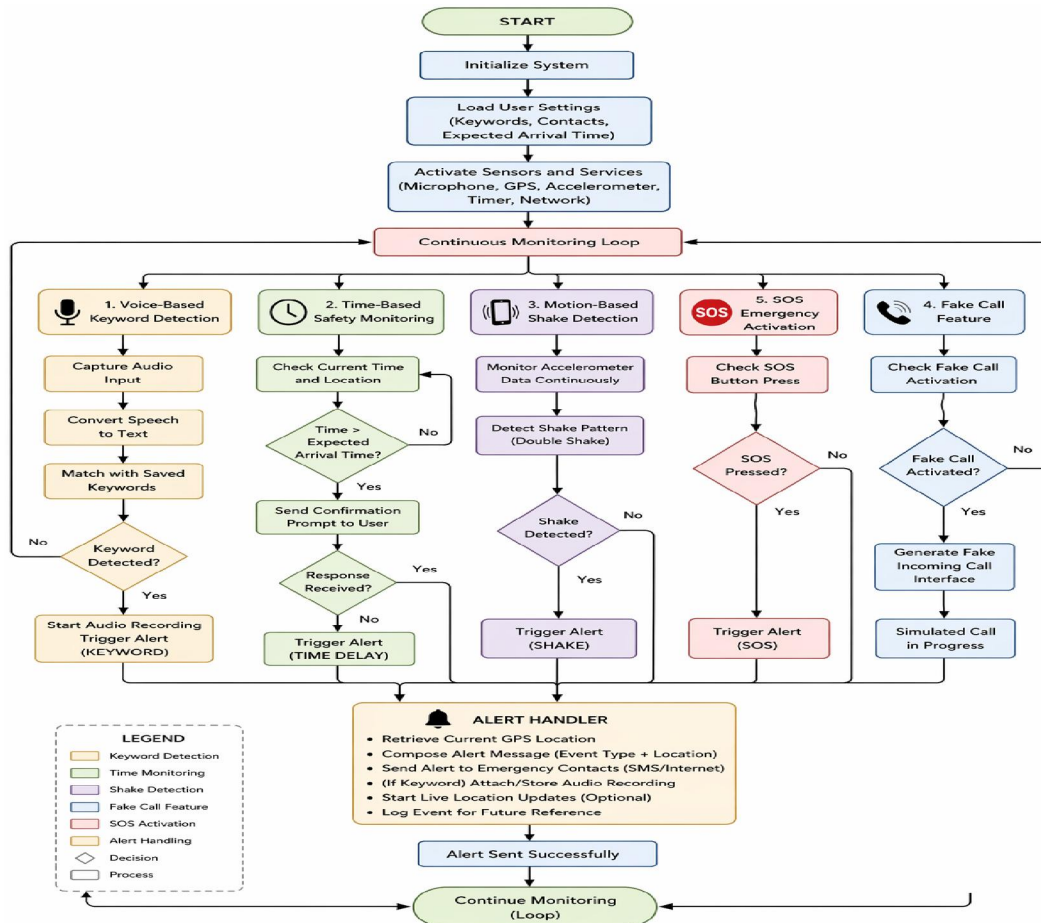 START
Initialize System
Load User Settings
(Keywords, Contacts,
Expected Arrival Time)
Activate Sensors and Services
(Microphone, GPS, Accelerometer,
Timer, Network)
Continuous Monitoring Loop
1. Voice-Based
Keyword Detection
Capture Audio
Input
Convert Speech
to Text
Match with Saved
Keywords
Keyword
Detected?
No
Yes
Start Audio Recording
Trigger Alert
(KEYWORD)
2. Time-Based
Safety Monitoring
Check Current Time
and Location
Time >
Expected
Arrival Time?
No
Yes
Send Confirmation
Prompt to User
Response
Received?
Yes
No
Trigger Alert
(TIME DELAY)
3. Motion-Based
Shake Detection
Monitor Accelerometer
Data Continuously
Detect Shake Pattern
(Double Shake)
Shake
Detected?
No
Yes
Trigger Alert
(SHAKE)
SOS
5. SOS
Emergency
Activation
Check SOS
Button Press
SOS
Pressed?
No
Yes
Trigger Alert
(SOS)
4. Fake Call
Feature
Check Fake Call
Activation
Fake Call
Activated?
No
Yes
Generate Fake
Incoming Call
Interface
Simulated Call
in Progress
ALERT HANDLER
• Retrieve Current GPS Location
• Compose Alert Message (Event Type + Location)
• Send Alert to Emergency Contacts (SMS/Internet)
• (If Keyword) Attach/Store Audio Recording
• Start Live Location Updates (Optional)
• Log Event for Future Reference
Alert Sent Successfully
Continue Monitoring
(Loop)
LEGEND
Keyword Detection
Time Monitoring
Shake Detection
Fake Call Feature
SOS Activation
Alert Handling
Decision
Process